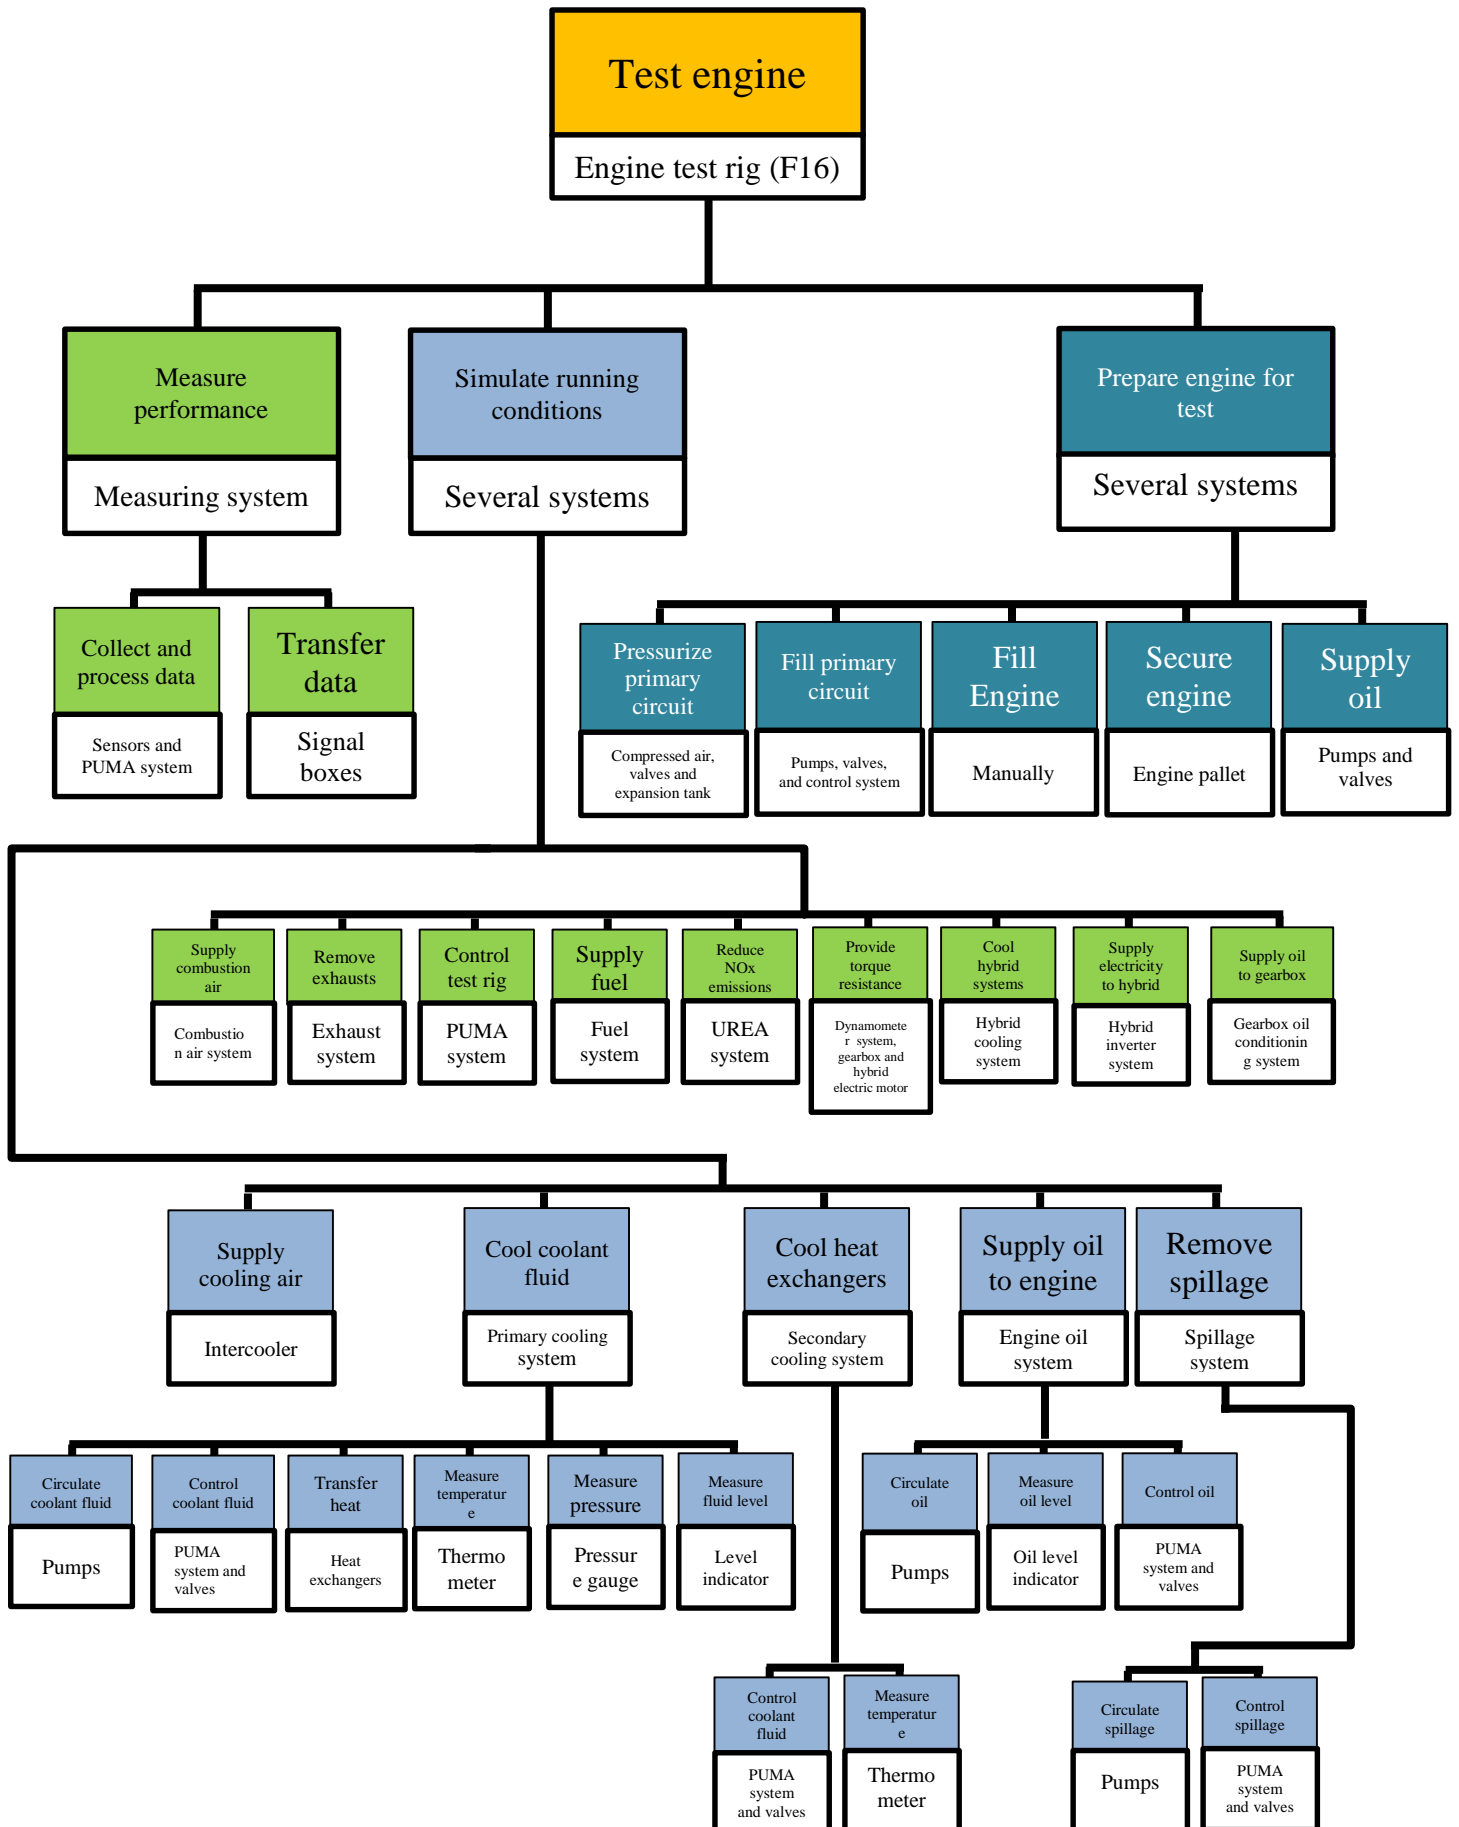 Test engine
Engine test rig (F16)
Measure
performance
Measuring system
Simulate running
conditions
Several systems
Prepare engine for
test
Several systems
Collect and
process data
Sensors and
PUMA system
Transfer
data
Signal
boxes
Pressurize
primary
circuit
Compressed air,
valves and
expansion tank
Fill primary
circuit
Pumps, valves,
and control system
Fill
Engine
Manually
Secure
engine
Engine pallet
Supply
oil
Pumps and
valves
Supply
combustion
air
Combustio
n air system
Remove
exhausts
Exhaust
system
Control
test rig
PUMA
system
Supply
fuel
Fuel
system
Reduce
NOx
emissions
UREA
system
Provide
torque
resistance
Dynamomete
r system,
gearbox and
hybrid
electric motor
Cool
hybrid
systems
Hybrid
cooling
system
Supply
electricity
to hybrid
Hybrid
inverter
system
Supply oil
to gearbox
Gearbox oil
conditionin
g system
Supply
cooling air
Intercooler
Cool coolant
fluid
Primary cooling
system
Cool heat
exchangers
Secondary
cooling system
Supply oil
to engine
Engine oil
system
Remove
spillage
Spillage
system
Circulate
coolant fluid
Pumps
Control
coolant fluid
PUMA
system and
valves
Transfer
heat
Heat
exchangers
Measure
temperatur
e
Thermo
meter
Measure
pressure
Pressur
e gauge
Measure
fluid level
Level
indicator
Circulate
oil
Pumps
Measure
oil level
Oil level
indicator
Control oil
PUMA
system and
valves
Control
coolant
fluid
PUMA
system
and valves
Measure
temperatur
e
Thermo
meter
Circulate
spillage
Pumps
Control
spillage
PUMA
system
and valves